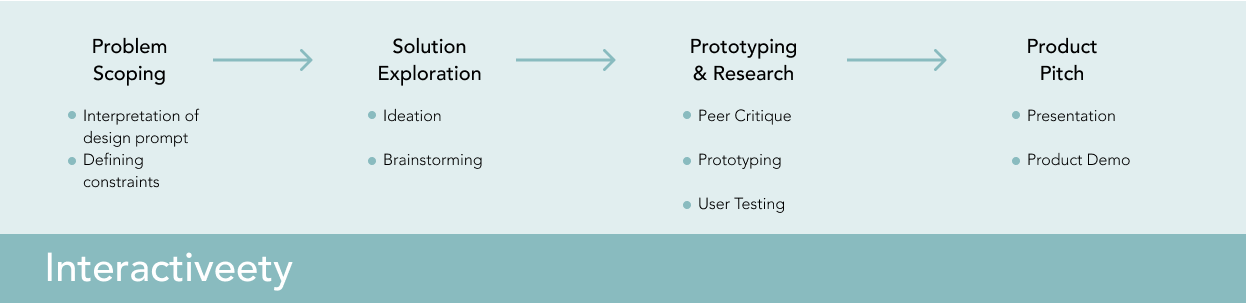 Problem
Scoping
Interpretation of
design prompt
Defining
constraints
Solution
Exploration
Ideation
Brainstorming
Prototyping
& Research
Peer Critique
Prototyping
User Testing
Product
Pitch
Presentation
Product Demo
Interactiveety